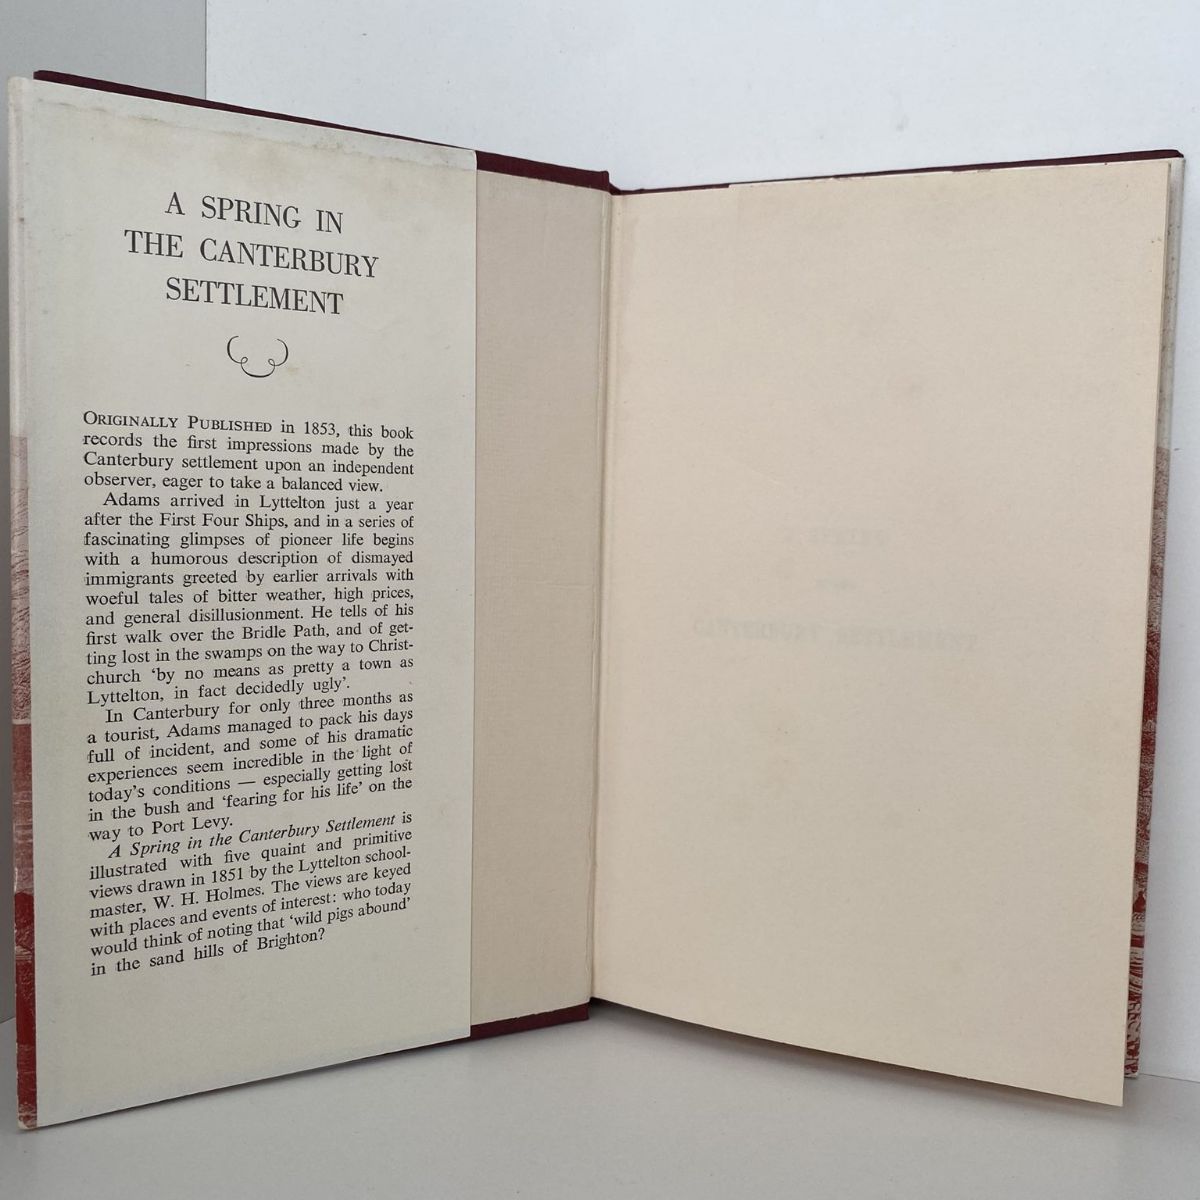 A SPRING IN
THE CANTERBURY
SETTLEMENT
ORIGINALLY PUBLISHED in 1853, this book
records the first impressions made by the
Canterbury settlement upon an independent
observer, eager to take a balanced view.
Adams arrived in Lyttelton just a year
after the First Four Ships, and in a series of
fascinating glimpses of pioneer life begins
with a humorous description of dismayed
immigrants greeted by earlier arrivals with
woeful tales of bitter weather, high prices,
and general disillusionment. He tells of his
first walk over the Bridle Path, and of get-
ting lost in the swamps on the way to Christ-
church ‘by no means as pretty a town as
Lyttelton, in fact decidedly ugly’.
In Canterbury for only three months as
a tourist, Adams managed to pack his days
full of incident, and some of his dramatic
experiences seem incredible in the light of
today’s conditions — especially getting lost
in the bush and ‘fearing for his life’ on the
way to Port Levy.
A Spring in the Canterbury Settlement is
illustrated with five quaint and primitive
views drawn in 1851 by the Lyttelton school-
master, W. H. Holmes. The views are keyed
with places and events of interest: who today
would think of noting that ‘wild pigs abound’
in the sand hills of Brighton?